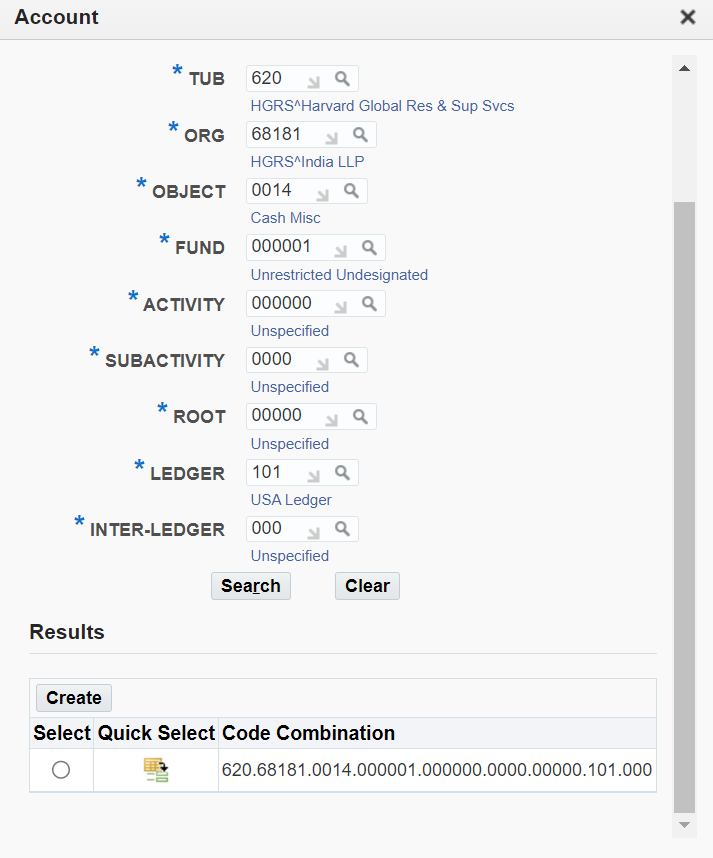 Account
* TUB 620
HGRS^Harvard Global Res & Sup Svcs
* ORG 68181
HGRS^India LLP
* OBJECT 0014
Cash Misc
* FUND 000001
Unrestricted Undesignated
* ACTIVITY 000000
Unspecified
* SUBACTIVITY 0000
Unspecified
* ROOT 00000
Unspecified
* LEDGER 101
USA Ledger
* INTER-LEDGER 000
Unspecified
Search Clear
Results
Create
Select Quick Select Code Combination
620.68181.0014.000001.000000.0000.00000.101.000